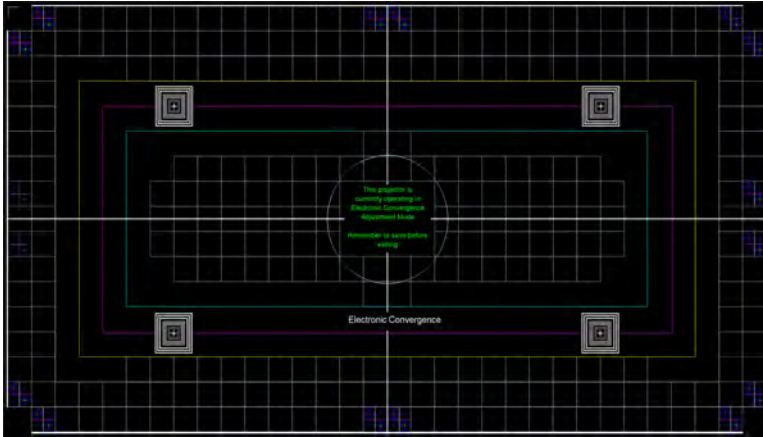 This projector is
currently operating in
Electronic Convergence
Adjustment Mode
Remember to save before
exiting
Electronic Convergence